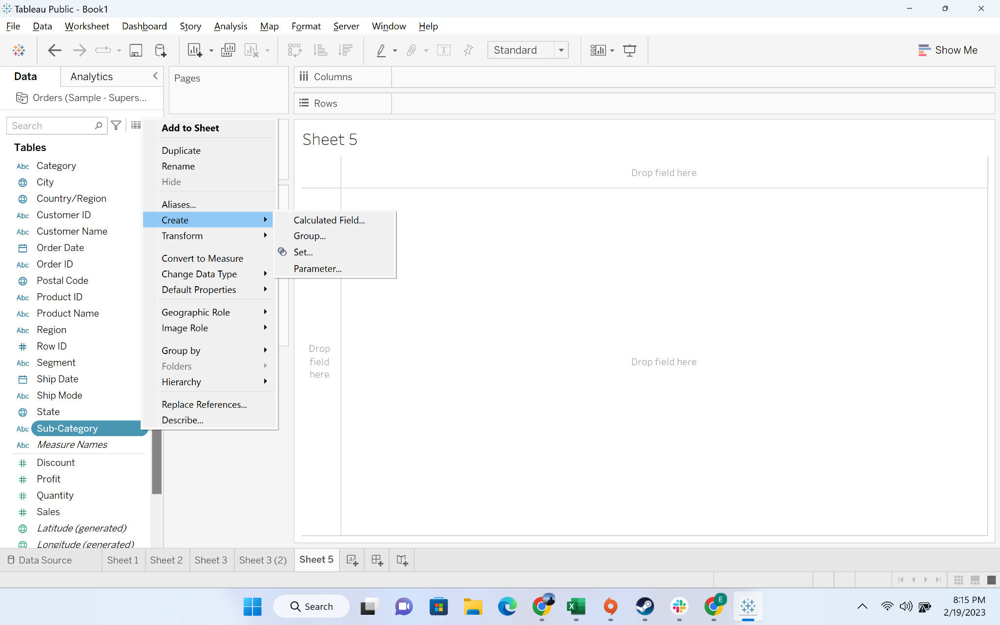 Tableau Public - Book1
File Data Worksheet Dashboard Story Analysis Map Format Server Window Help
Standard
Show Me
Data
Analytics
Pages
Columns
Orders (Sample - Supers...
Rows
Search
Tables
Abc Category
City
Country/Region
Abc Customer ID
Abc Customer Name
Order Date
Abc Order ID
Postal Code
Abc Product ID
Abc Product Name
Abc Region
# Row ID
Abc Segment
Ship Date
Abc Ship Mode
State
Abc Sub-Category
Abc Measure Names
# Discount
# Profit
# Quantity
# Sales
Latitude (generated)
Longitude (generated)
Add to Sheet
Duplicate
Rename
Hide
Aliases...
Create
Transform
Convert to Measure
Change Data Type
Default Properties
Geographic Role
Image Role
Group by
Folders
Hierarchy
Replace References...
Describe...
Calculated Field...
Group...
Set...
Parameter...
Sheet 5
Drop field here
Drop
field
here
Drop field here
Data Source
Sheet 1
Sheet 2
Sheet 3
Sheet 3 (2)
Sheet 5
Search
E
8:15 PM
2/19/2023